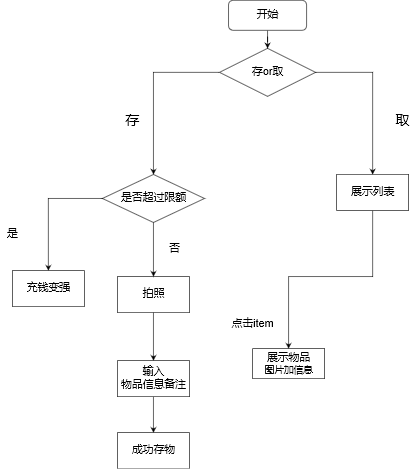 开始
存or取
存
取
是否超过限额
展示列表
是
否
充钱变强
拍照
点击item
输入
物品信息备注
展示物品
图片加信息
成功存物